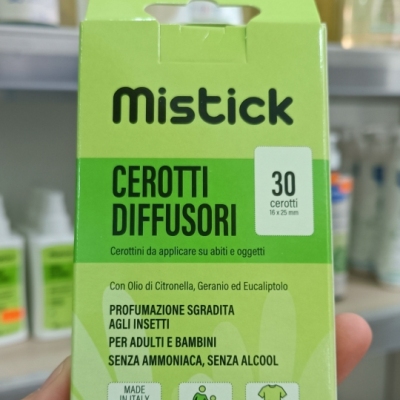 Mistick
CEROTTI
DIFFUSORI
30
cerotti
16 x 25 mm
Cerottini da applicare su abiti e oggetti
Con Olio di Citronella, Geranio ed Eucaliptolo
PROFUMAZIONE SGRADITA
AGLI INSETTI
PER ADULTI E BAMBINI
SENZA AMMONIACA, SENZA ALCOOL
MADE
IN ITALY